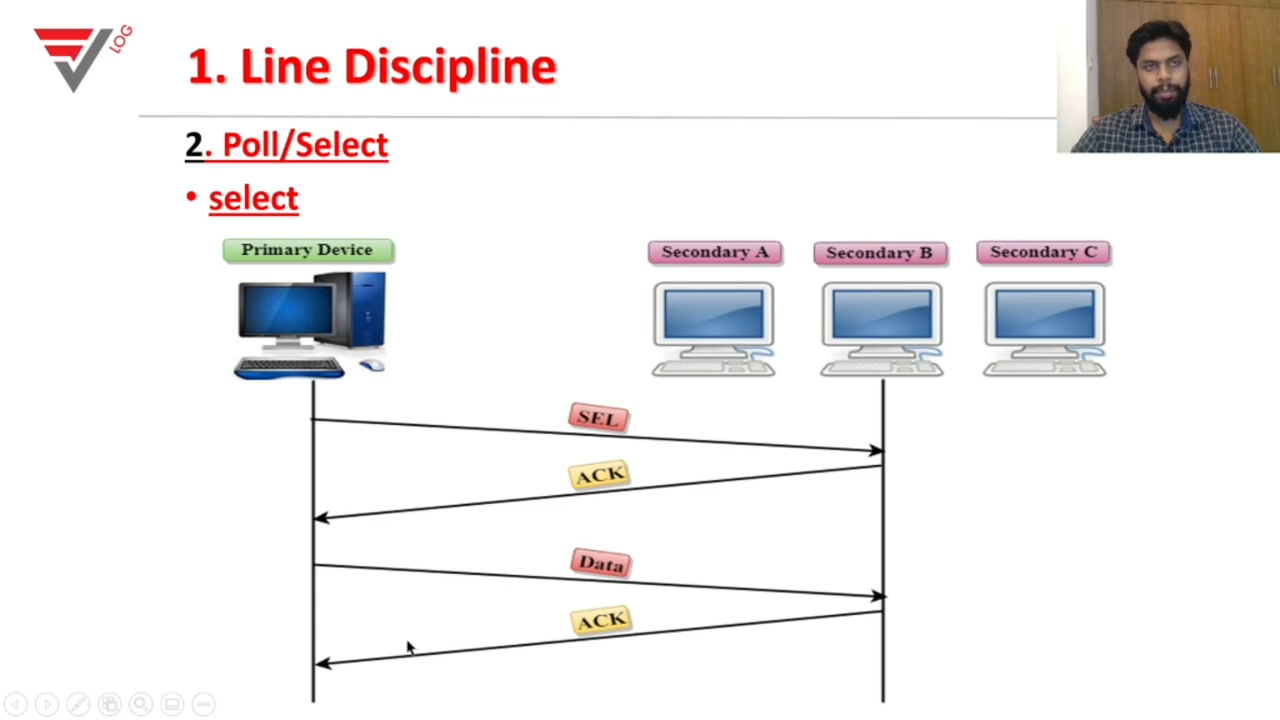 LOG
1. Line Discipline
2. Poll/Select
• select
Primary Device
Secondary A
Secondary B
Secondary C
SEL
ACK
Data
ACK